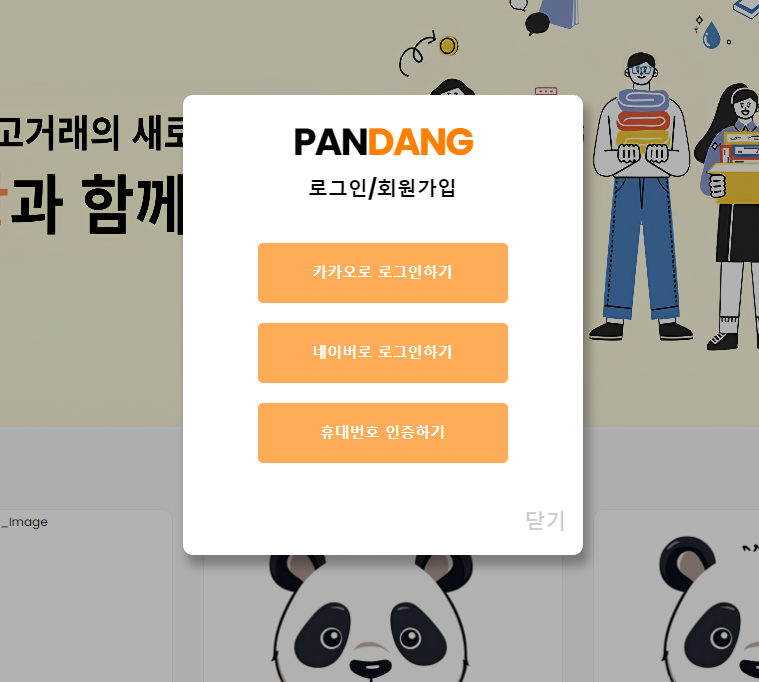 고거래의 새로
과 함께
PANDANG
로그인/회원가입
카카오로 로그인하기
네이버로 로그인하기
휴대번호 인증하기
닫기
_Image